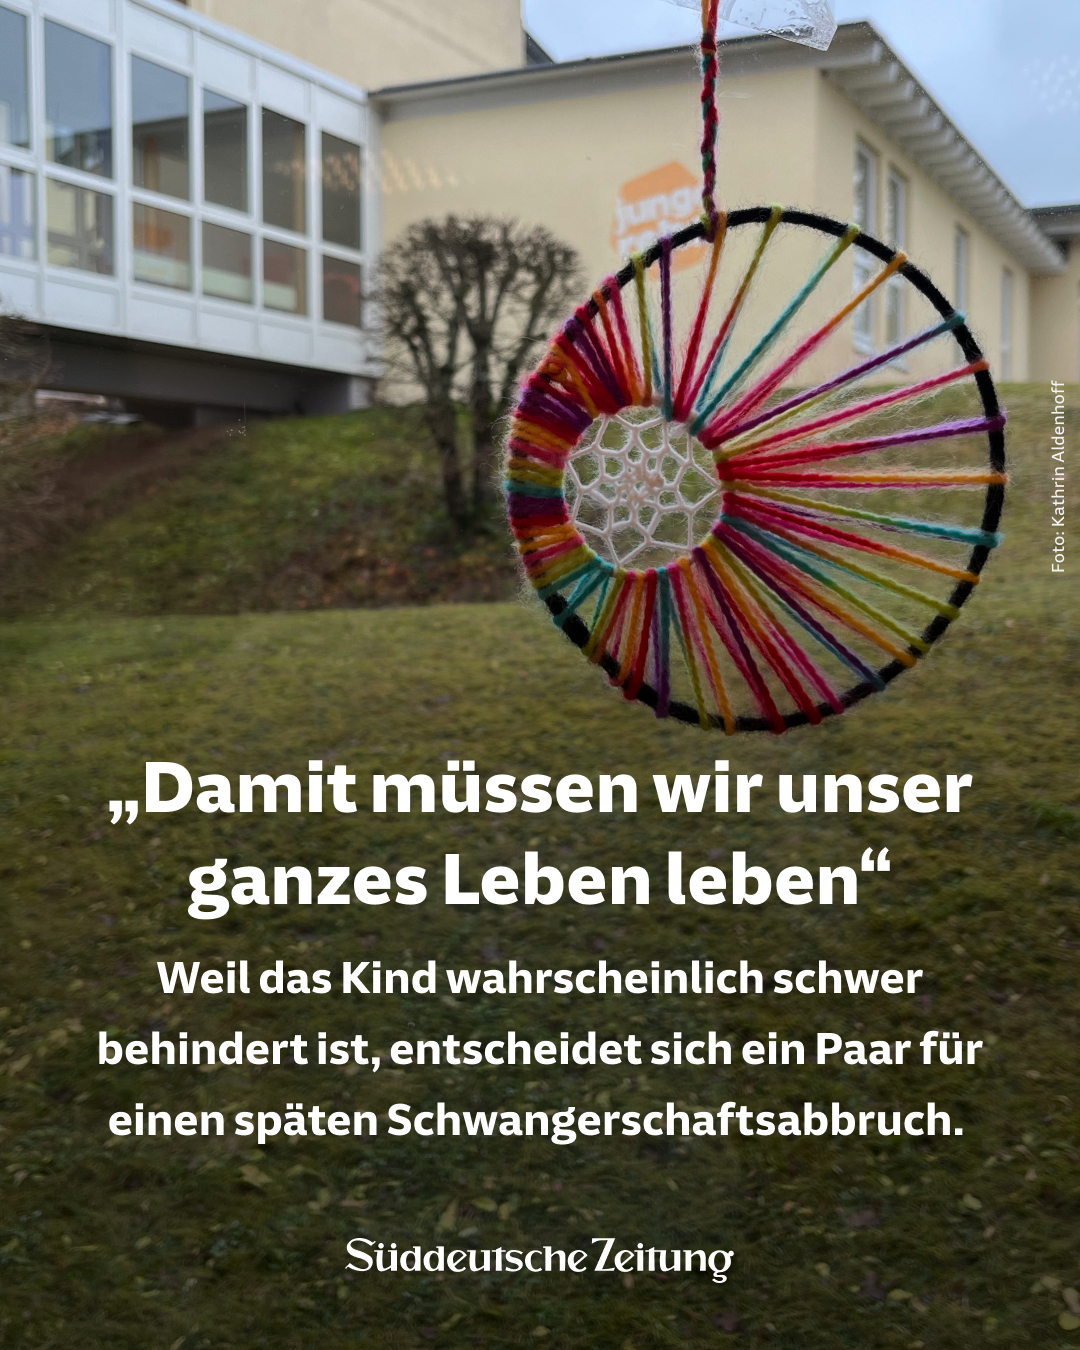 junge
Foto: Kathrin Aldenhoff
„Damit müssen wir unser
ganzes Leben leben“
Weil das Kind wahrscheinlich schwer
behindert ist, entscheidet sich ein Paar für
einen späten Schwangerschaftsabbruch.
Süddeutsche Zeitung